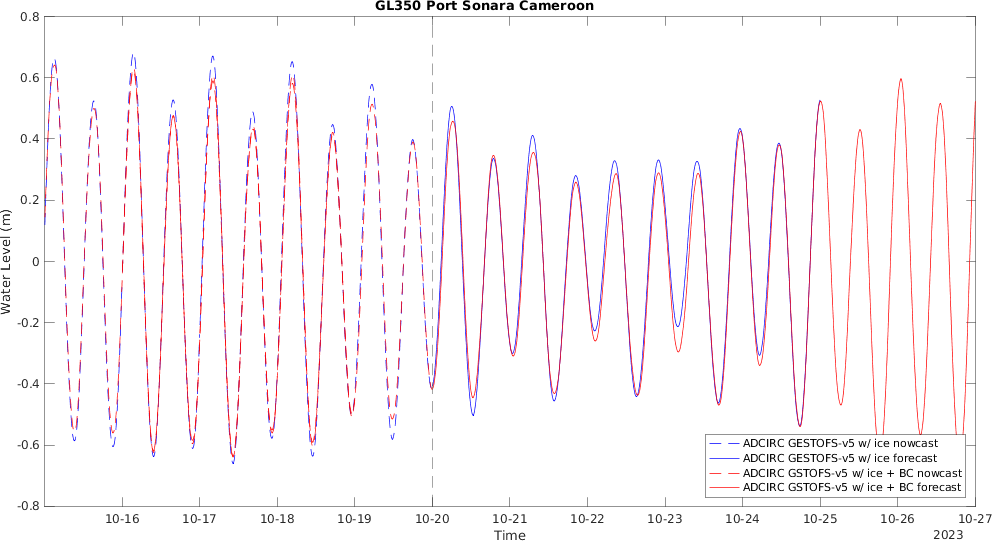 GL350 Port Sonara Cameroon
0.8
0.6
0.4
0.2
0
-0.2
-0.4
-0.6
-0.8
Water Level (m)
ADCIRC GESTOFS-v5 w/ ice nowcast
ADCIRC GESTOFS-v5 w/ ice forecast
ADCIRC GSTOFS-v5 w/ ice + BC nowcast
ADCIRC GSTOFS-v5 w/ ice + BC forecast
10-16 10-17 10-18 10-19 10-20 10-21 10-22 10-23 10-24 10-25 10-26 10-27
Time
2023